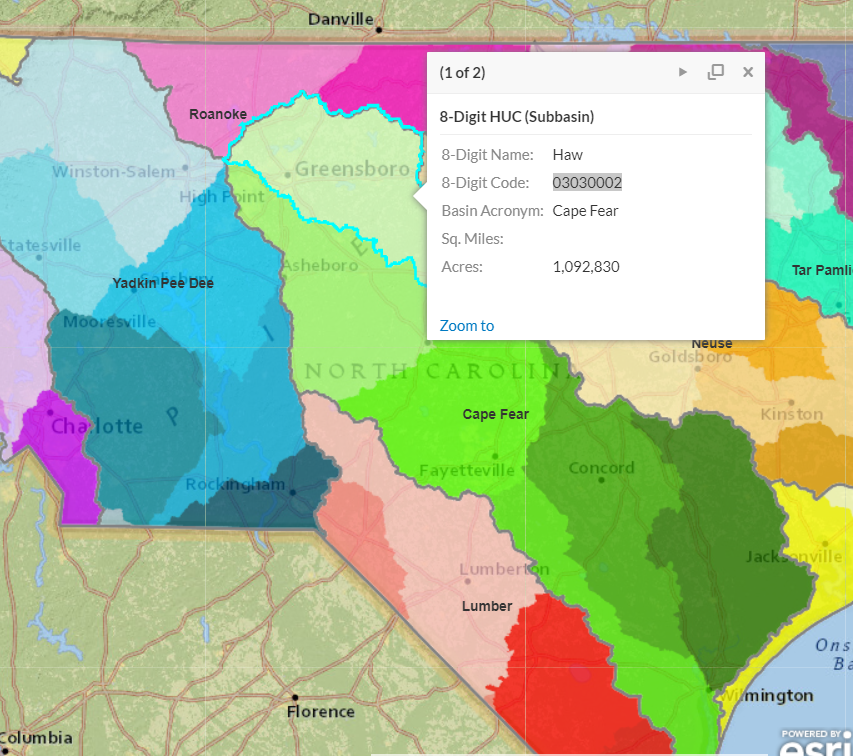 Danville
(1 of 2)
8-Digit HUC (Subbasin)
8-Digit Name: Haw
8-Digit Code: 03030002
Basin Acronym: Cape Fear
Sq. Miles:
Acres: 1,092,830
Zoom to
Roanoke
Greensboro
Winston-Salem
High Point
Statesville
Asheboro
E
Salisbury
Yadkin Pee Dee
Tar Pamli
Mooresville
Neuse
Goldsboro
NORTH CAROLINA
Charlotte
Cape Fear
Kinston
Fayetteville
Concord
Rockingham
Jacksonville
Lumberton
Lumber
Ons
Ba
Wilmington
Florence
Columbia
POWERED BY
esri